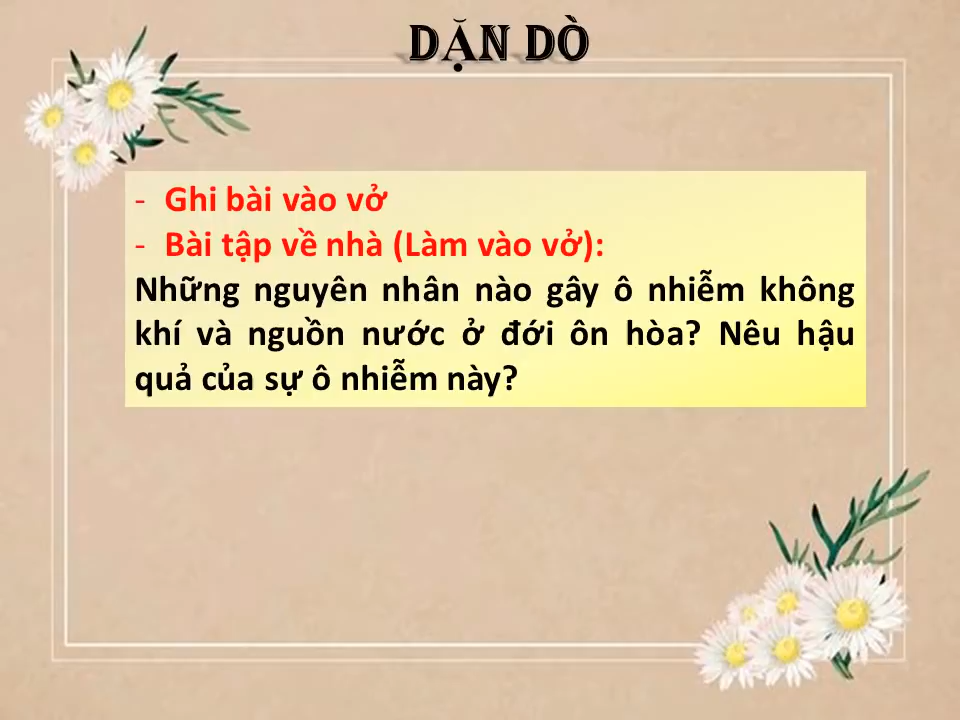 DẶN DÒ
- Ghi bài vào vở
- Bài tập về nhà (Làm vào vở):
Những nguyên nhân nào gây ô nhiễm không
khí và nguồn nước ở đới ôn hòa? Nêu hậu
quả của sự ô nhiễm này?